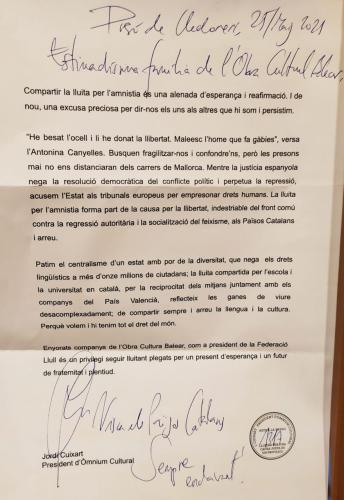 Presó de Lledoners, 25/Maig 2021
Estimadíssima família de l'Obra Cultural Balear,
Compartir la lluita per l'amnistia és una alenada d'esperança i reafirmació. I de
nou, una excusa preciosa per dir-nos els uns als altres que hi som i persistim.
"He besat l'ocell i li he donat la llibertat. Maleesc l'home que fa gàbies", versa
l'Antonina Canyelles. Busquen fragilitzar-nos i confondre'ns, però les presons
mai no ens distanciaran dels carrers de Mallorca. Mentre la justícia espanyola
nega la resolució democràtica del conflicte polític i perpetua la repressió,
acusem l'Estat als tribunals europeus per empresonar drets humans. La lluita
per l'amnistia forma part de la causa per la llibertat, indestriable del front comú
contra la regressió autoritària i la socialització del feixisme, als Països Catalans
i arreu.
Patim el centralisme d'un estat amb por de la diversitat, que nega els drets
lingüístics a més d'onze milions de ciutadans; la lluita compartida per l'escola i
la universitat en català, per la reciprocitat dels mitjans juntament amb els
companys del País Valencià, reflecteix les ganes de viure
desacomplexadament; de compartir sempre i arreu la llengua i la cultura.
Perquè volem i hi tenim tot el dret del món.
Enyorats companys de l'Obra Cultura Balear, com a president de la Federació
Llull és un privilegi seguir lluitant plegats per un present d'esperança i un futur
de fraternitat i plenitud.
Visca els Països Catalans
Sempre
endavant!
Jordi Cuixart
President d'Òmnium Cultural